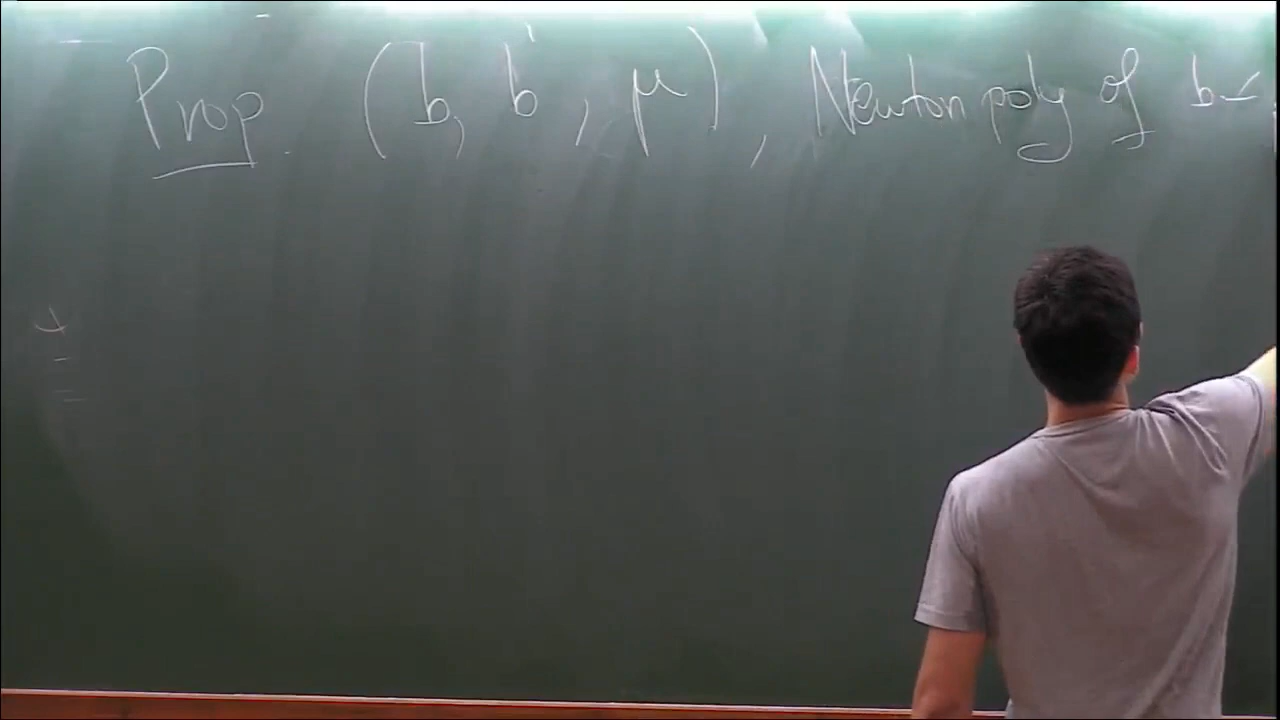 Prop. (b, b', μ), Newton poly of b ≤